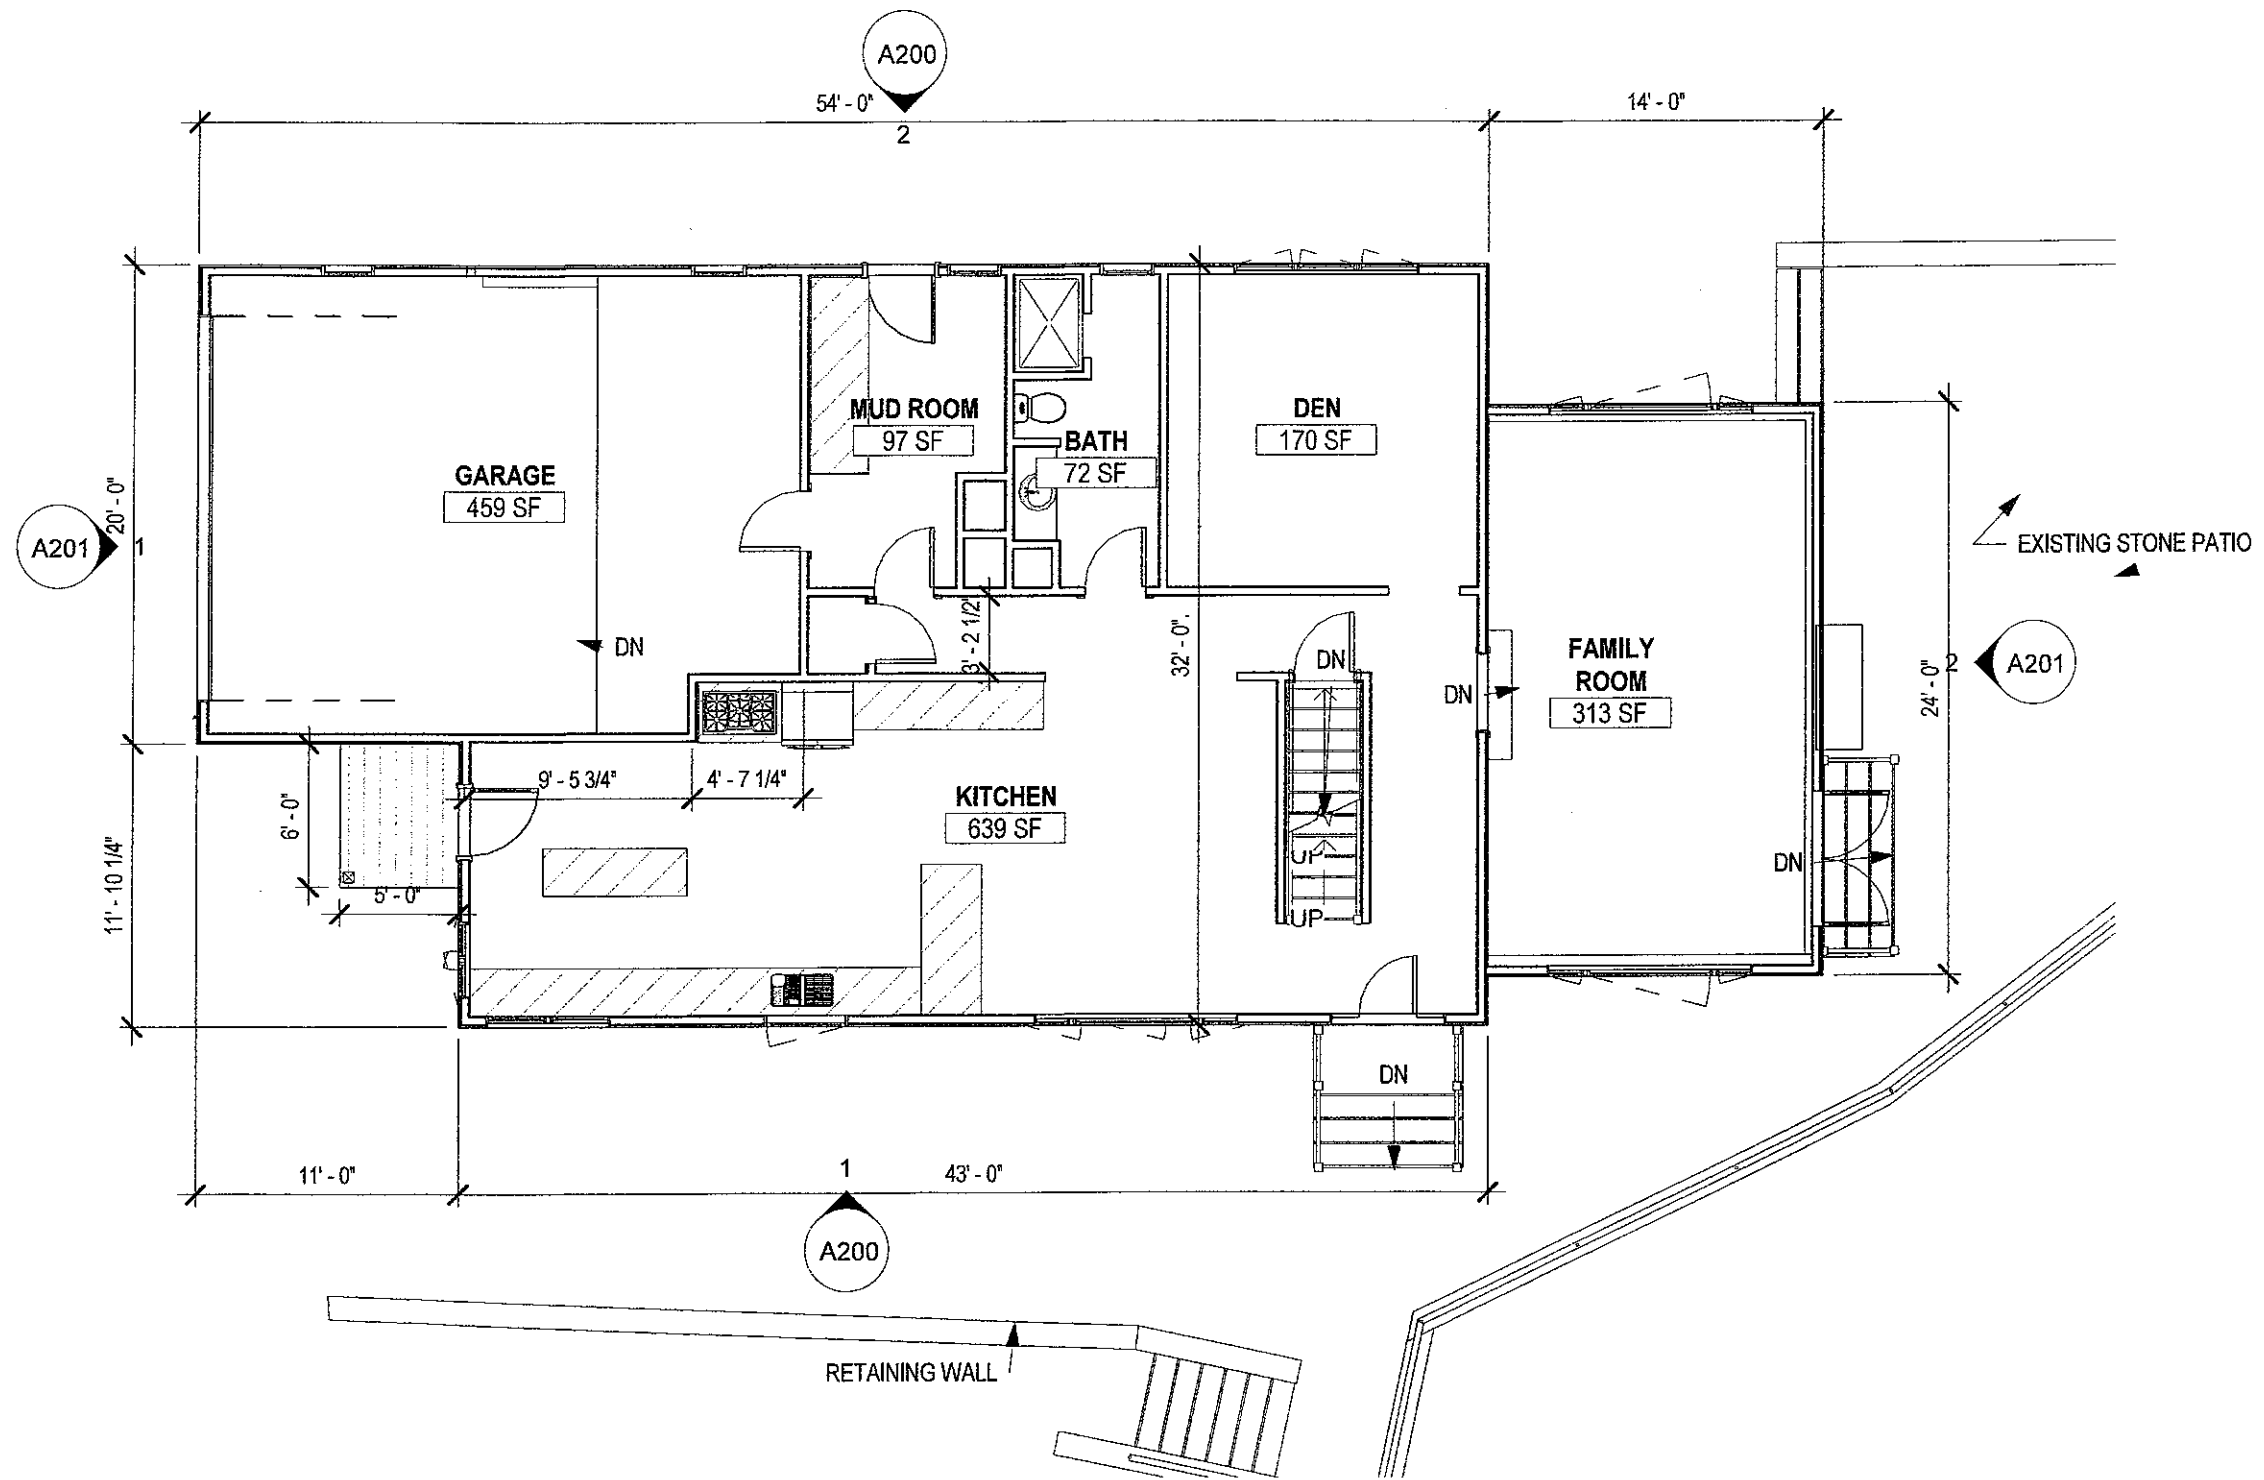 A200
54' - 0"
14' - 0"
2
MUD ROOM
97 SF
DEN
170 SF
BATH
72 SF
GARAGE
459 SF
20' - 0"
A201
1
EXISTING STONE PATIO
DN
3' - 2 1/2"
32' - 0"
DN
FAMILY
ROOM
313 SF
DN
2
A201
24' - 0"
9' - 5 3/4"
4' - 7 1/4"
KITCHEN
639 SF
6' - 0"
5' - 0"
11' - 10 1/4"
UP
UP
DN
DN
11' - 0"
1
43' - 0"
A200
RETAINING WALL